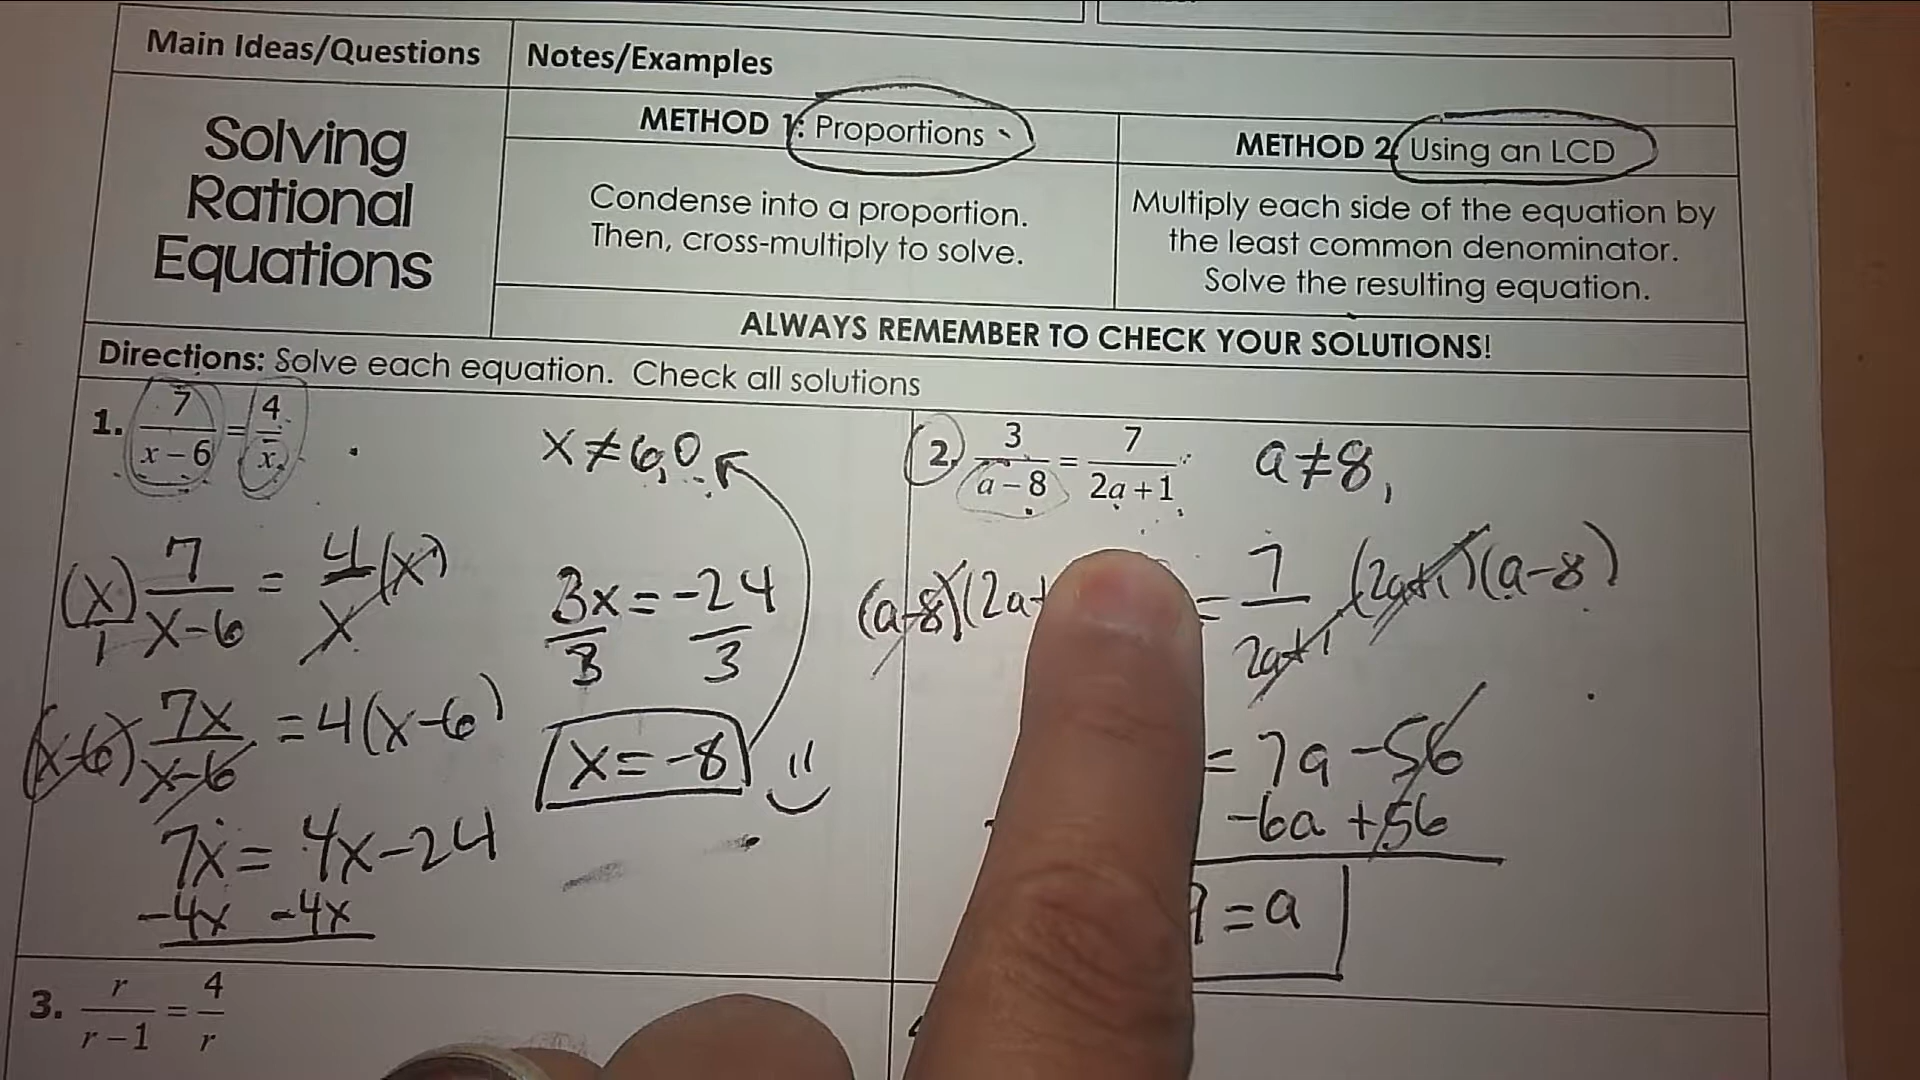 Main Ideas/Questions
Notes/Examples
Solving
Rational
Equations
METHOD 1: Proportions
Condense into a proportion.
Then, cross-multiply to solve.
METHOD 2: Using an LCD
Multiply each side of the equation by
the least common denominator.
Solve the resulting equation.
ALWAYS REMEMBER TO CHECK YOUR SOLUTIONS!
Directions: Solve each equation. Check all solutions
1. 7/(x – 6) = 4/x
x ≠ 6, 0
(x)/1 7/(x-6) = 4/x (x)
(x-6) 7x/(x-6) = 4(x-6)
7x = 4x - 24
-4x -4x
3x = -24
3 3
x = -8
2. 3/(a – 8) = 7/(2a + 1)
a ≠ 8,
(a-8)(2a+ = 7/(2a+1) (2a+1)(a-8)
= 7a - 56
-6a + 56
= a
3. r/(r – 1) = 4/r